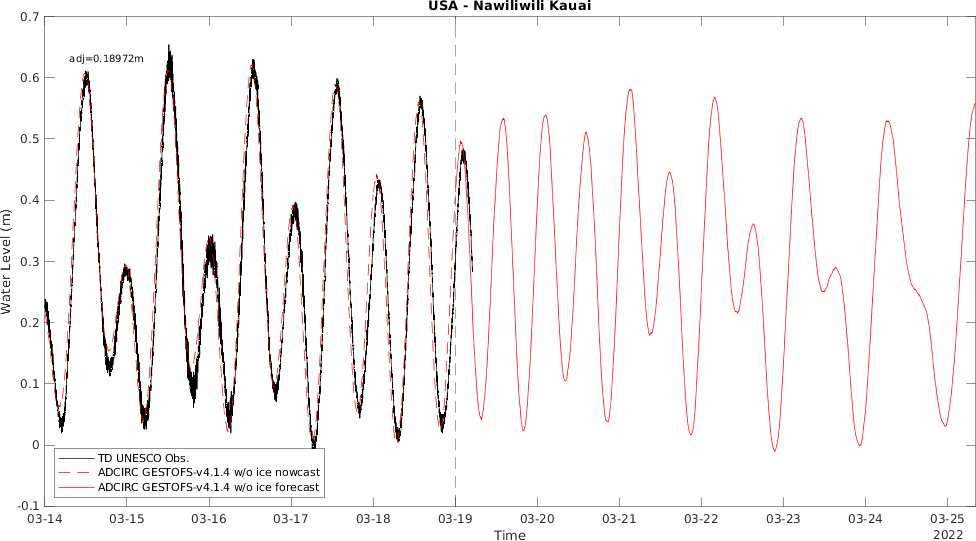 USA - Nawiliwili Kauai
0.7
adj=0.18972m
0.6
0.5
0.4
0.3
0.2
0.1
0
-0.1
Water Level (m)
TD UNESCO Obs.
ADCIRC GESTOFS-v4.1.4 w/o ice nowcast
ADCIRC GESTOFS-v4.1.4 w/o ice forecast
03-14 03-15 03-16 03-17 03-18 03-19 03-20 03-21 03-22 03-23 03-24 03-25
Time
2022